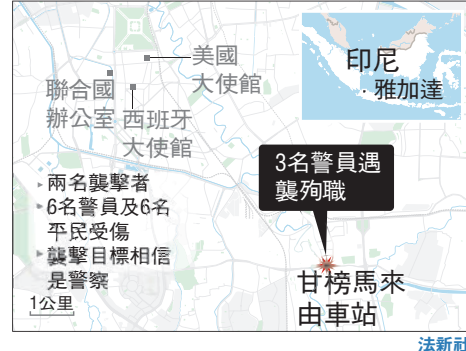 美國
大使館
聯合國
辦公室
西班牙
大使館
印尼
雅加達
3名警員遇
襲殉職
兩名襲擊者
6名警員及6名
平民受傷
襲擊目標相信
是警察
1公里
甘榜馬來
由車站
法新社